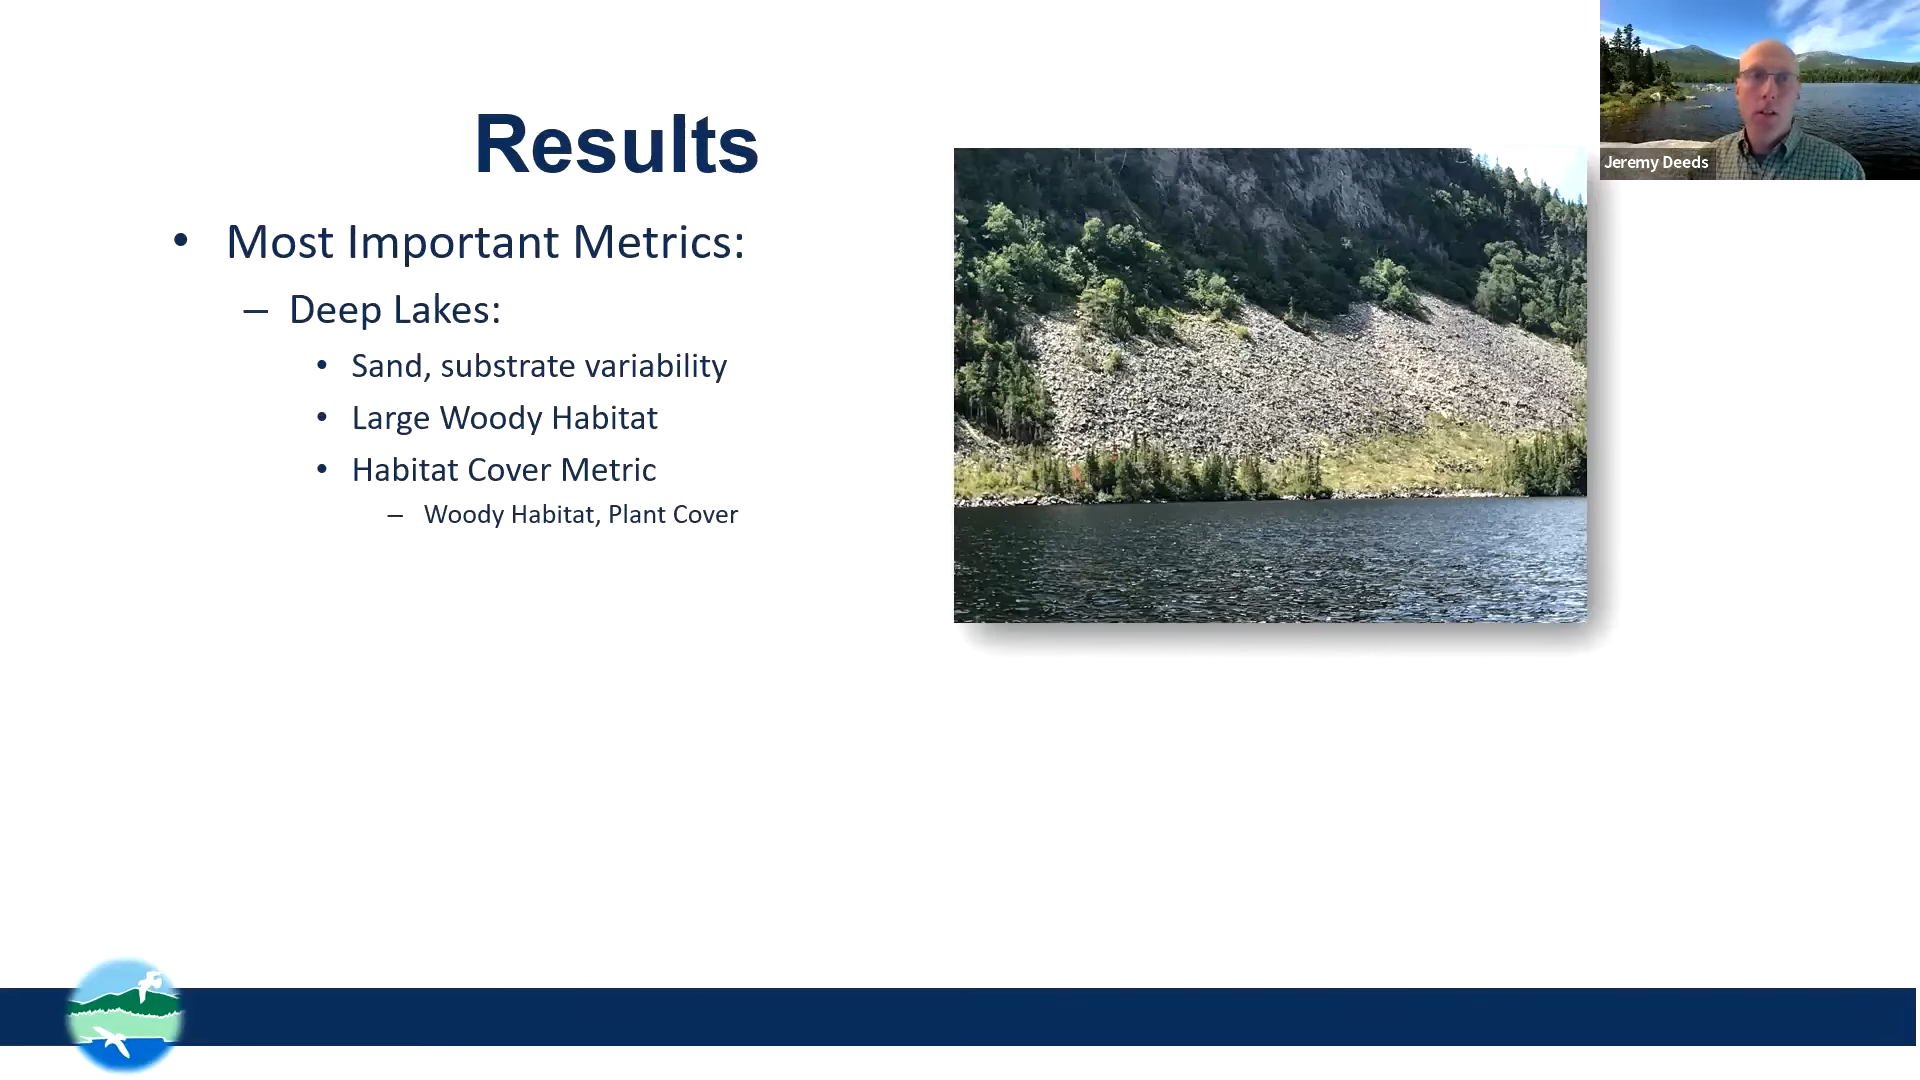 Results
• Most Important Metrics:
– Deep Lakes:
• Sand, substrate variability
• Large Woody Habitat
• Habitat Cover Metric
– Woody Habitat, Plant Cover
Jeremy Deeds